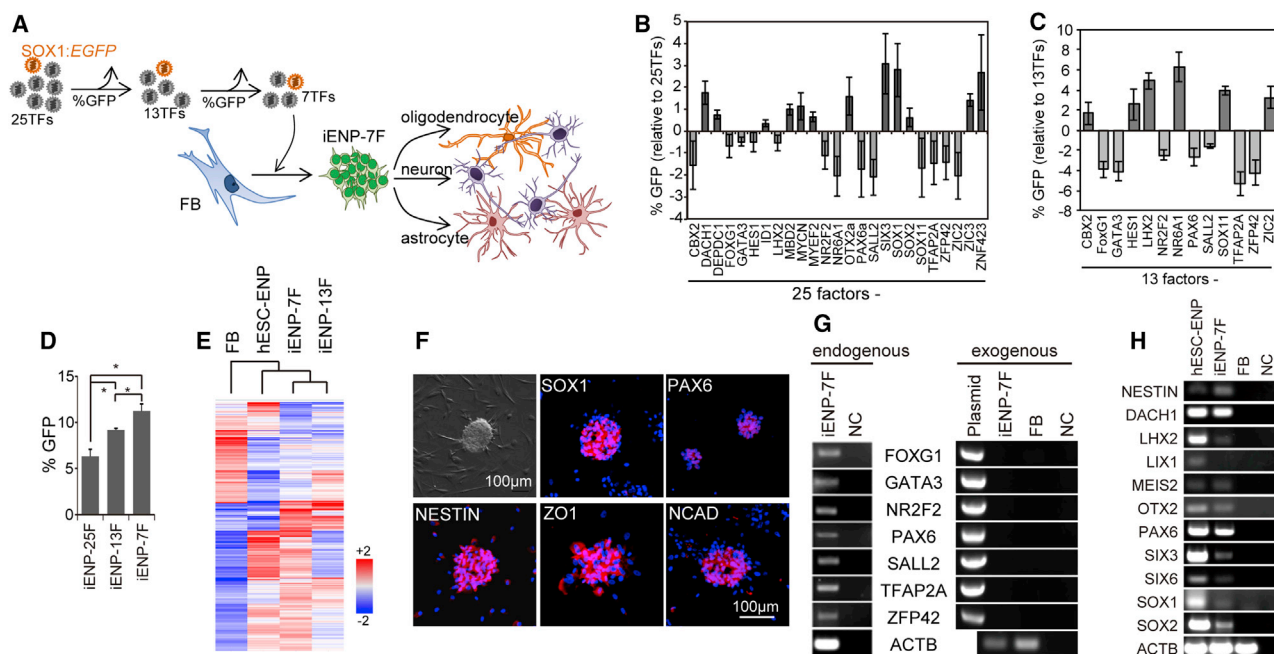 A
SOX1:EGFP
%GFP
%GFP
25TFs
13TFs
7TFs
iENP-7F
FB
oligodendrocyte
neuron
astrocyte
B
% GFP (relative to 25TFs)
5
4
3
2
1
0
-1
-2
-3
-4
CBX2
DACH1
DEPDC1
FOXG1
GATA3
HES1
ID1
LHX2
MBD2
MYCN
MYEF2
NR2F2
NR6A1
OTX2a
PAX6a
SALL2
SIX3
SOX1
SOX2
SOX11
TFAP2A
ZFP42
ZIC2
ZIC3
ZNF423
25 factors -
C
% GFP (relative to 13TFs)
10
8
6
4
2
0
-2
-4
-6
-8
CBX2
FoxG1
GATA3
HES1
LHX2
NR2F2
NR6A1
PAX6
SALL2
SOX11
TFAP2A
ZFP42
ZIC2
13 factors -
D
% GFP
15
10
5
0
*
*
*
iENP-25F
iENP-13F
iENP-7F
E
FB
hESC-ENP
iENP-7F
iENP-13F
+2
-2
F
100µm
SOX1
PAX6
NESTIN
ZO1
NCAD
100µm
G
endogenous
exogenous
iENP-7F
NC
Plasmid
iENP-7F
FB
NC
FOXG1
GATA3
NR2F2
PAX6
SALL2
TFAP2A
ZFP42
ACTB
H
hESC-ENP
iENP-7F
FB
NC
NESTIN
DACH1
LHX2
LIX1
MEIS2
OTX2
PAX6
SIX3
SIX6
SOX1
SOX2
ACTB